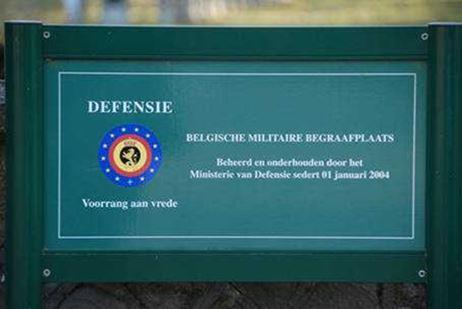 DEFENSIE
BELGISCHE MILITAIRE BEGRAAFPLAATS
Beheerd en onderhouden door het
Ministerie van Defensie sedert 01 januari 2004
Voorrang aan vrede